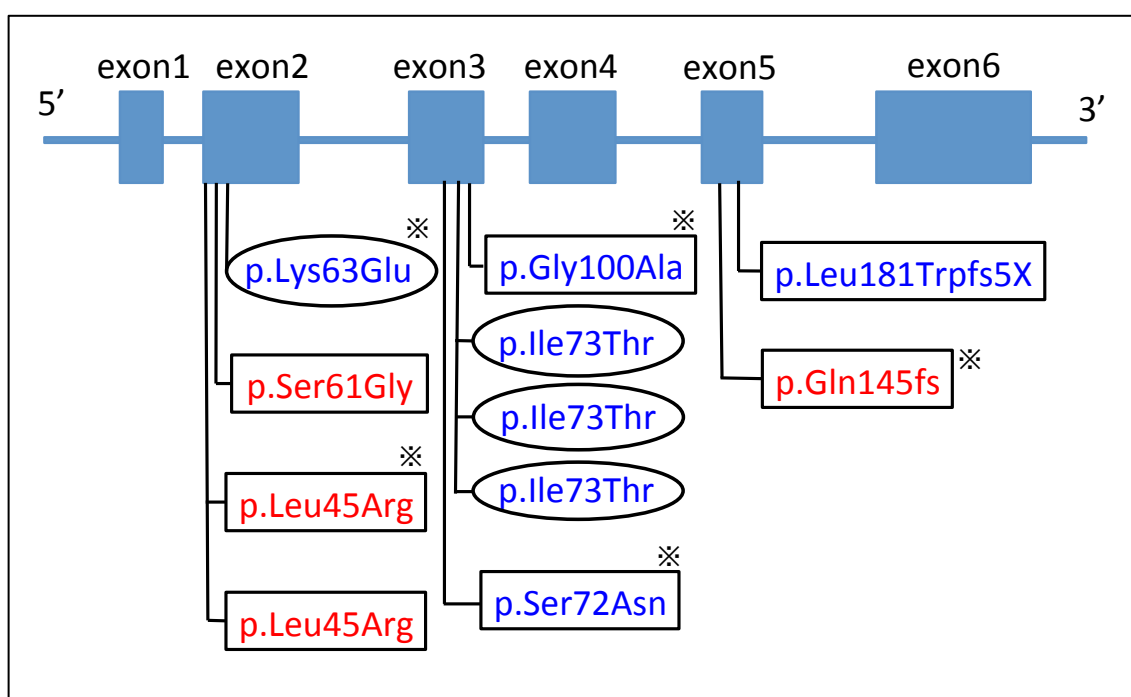 exon1 exon2 exon3 exon4 exon5 exon6
5’ 3’
※ ※
p.Lys63Glu p.Gly100Ala p.Leu181Trpfs5X
p.Ile73Thr
p.Ser61Gly p.Gln145fs ※
p.Ile73Thr
※
p.Leu45Arg p.Ile73Thr
※
p.Leu45Arg p.Ser72Asn